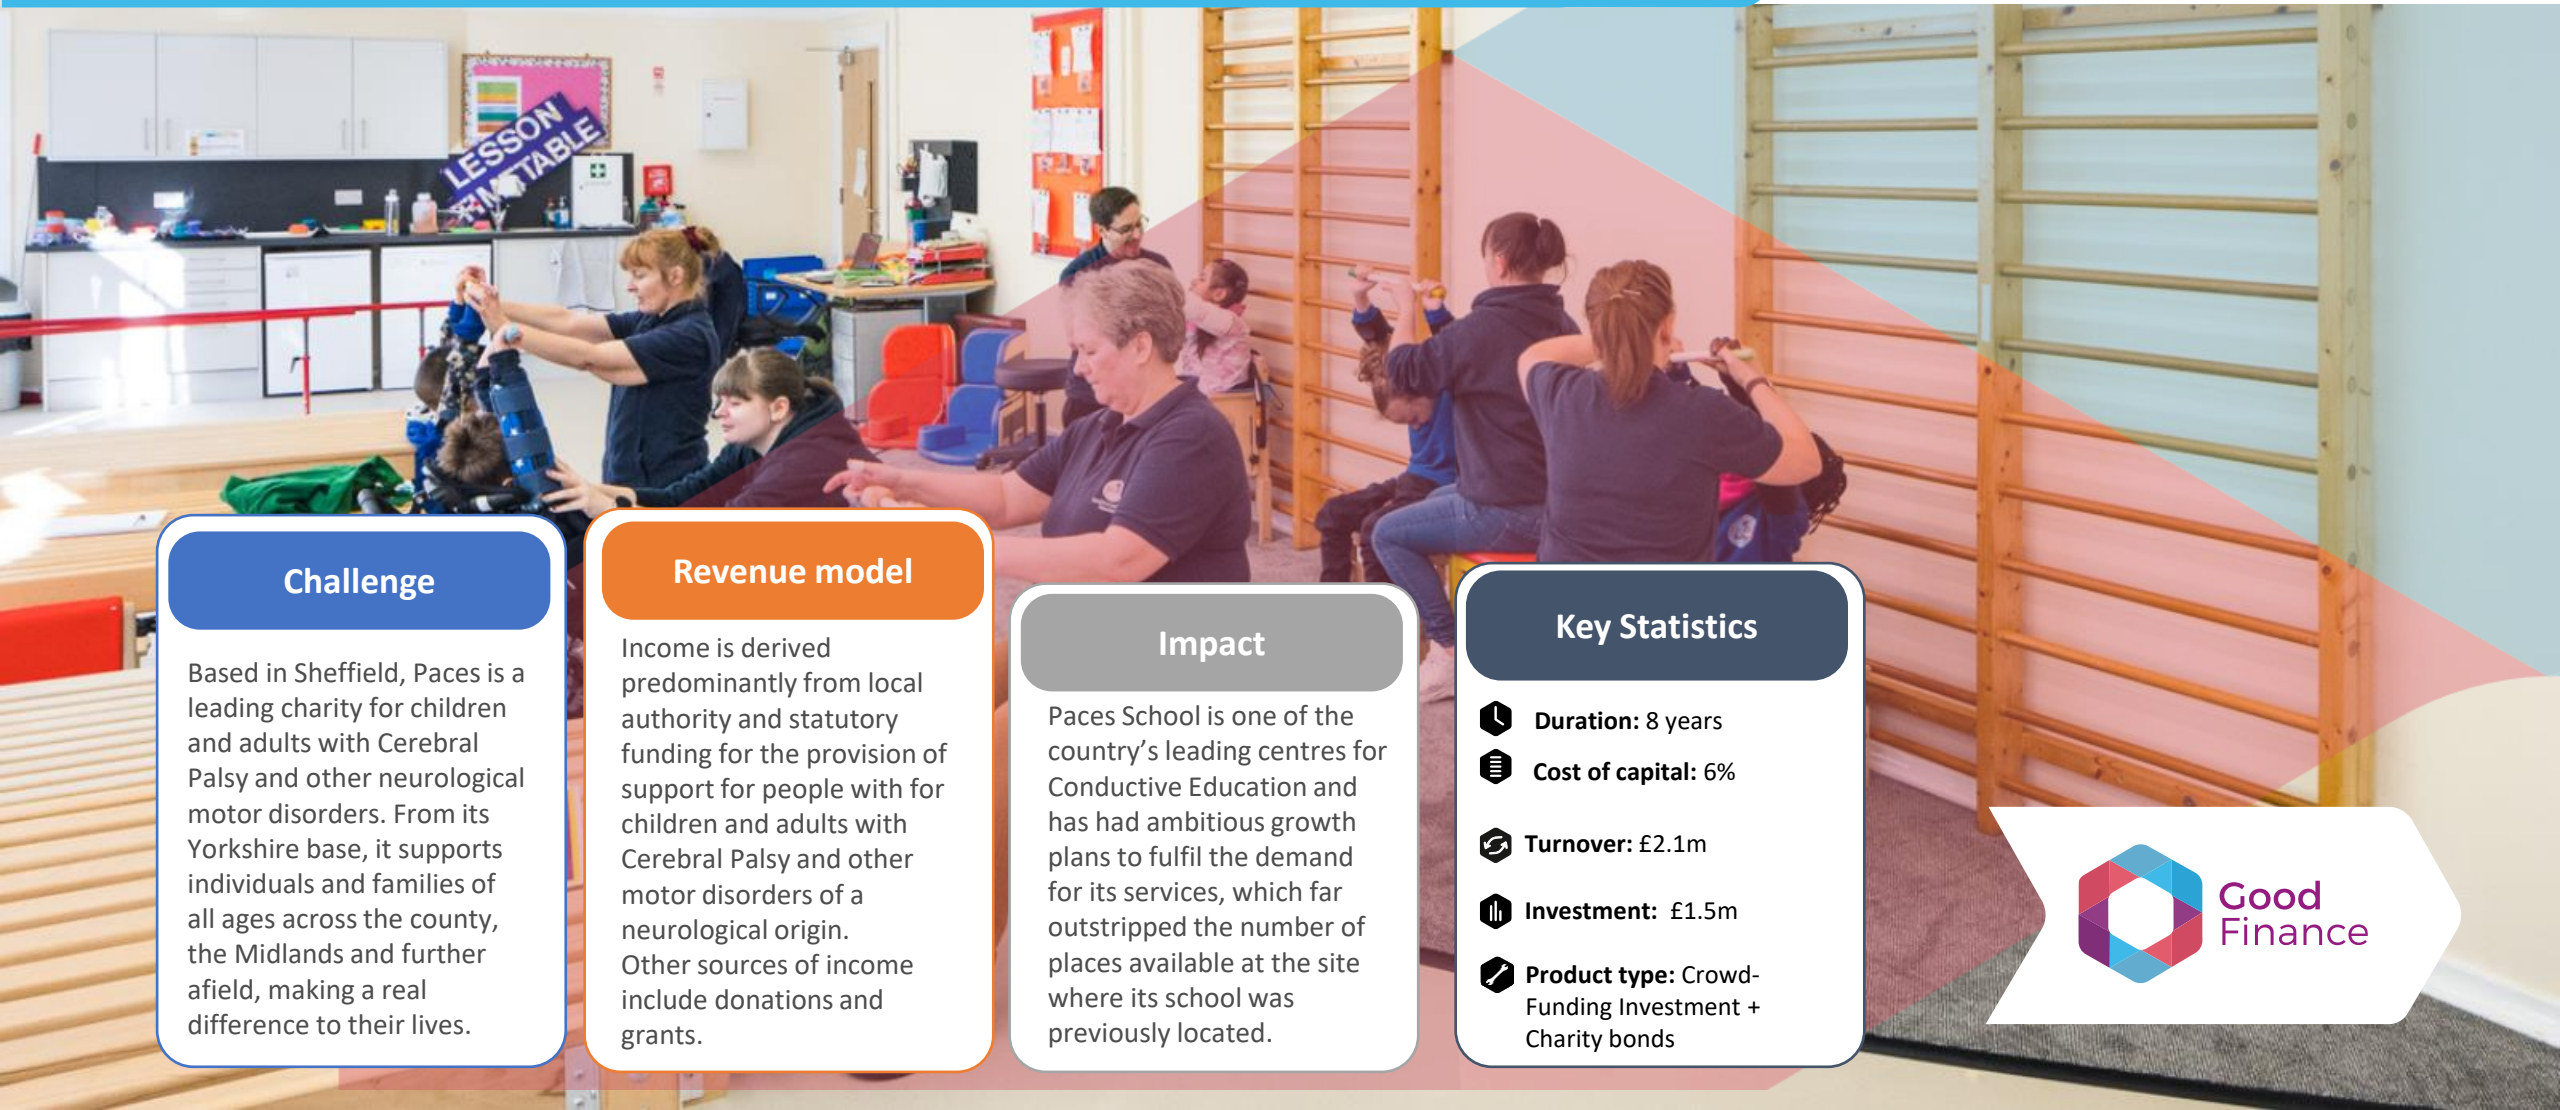 LESSON
TIMETABLE
Challenge
Based in Sheffield, Paces is a
leading charity for children
and adults with Cerebral
Palsy and other neurological
motor disorders. From its
Yorkshire base, it supports
individuals and families of
all ages across the county,
the Midlands and further
afield, making a real
difference to their lives.
Revenue model
Income is derived
predominantly from local
authority and statutory
funding for the provision of
support for people with for
children and adults with
Cerebral Palsy and other
motor disorders of a
neurological origin.
Other sources of income
include donations and
grants.
Impact
Paces School is one of the
country’s leading centres for
Conductive Education and
has had ambitious growth
plans to fulfil the demand
for its services, which far
outstripped the number of
places available at the site
where its school was
previously located.
Key Statistics
Duration: 8 years
Cost of capital: 6%
Turnover: £2.1m
Investment: £1.5m
Product type: Crowd-
Funding Investment +
Charity bonds
Good
Finance